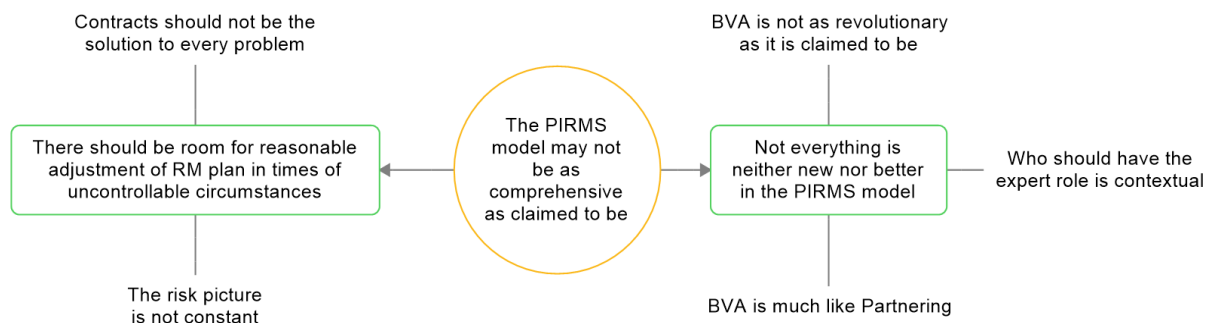 Contracts should not be the
solution to every problem
BVA is not as revolutionary
as it is claimed to be
There should be room for reasonable
adjustment of RM plan in times of
uncontrollable circumstances
The PIRMS
model may not
be as
comprehensive
as claimed to be
Not everything is
neither new nor better
in the PIRMS model
Who should have the
expert role is contextual
The risk picture
is not constant
BVA is much like Partnering